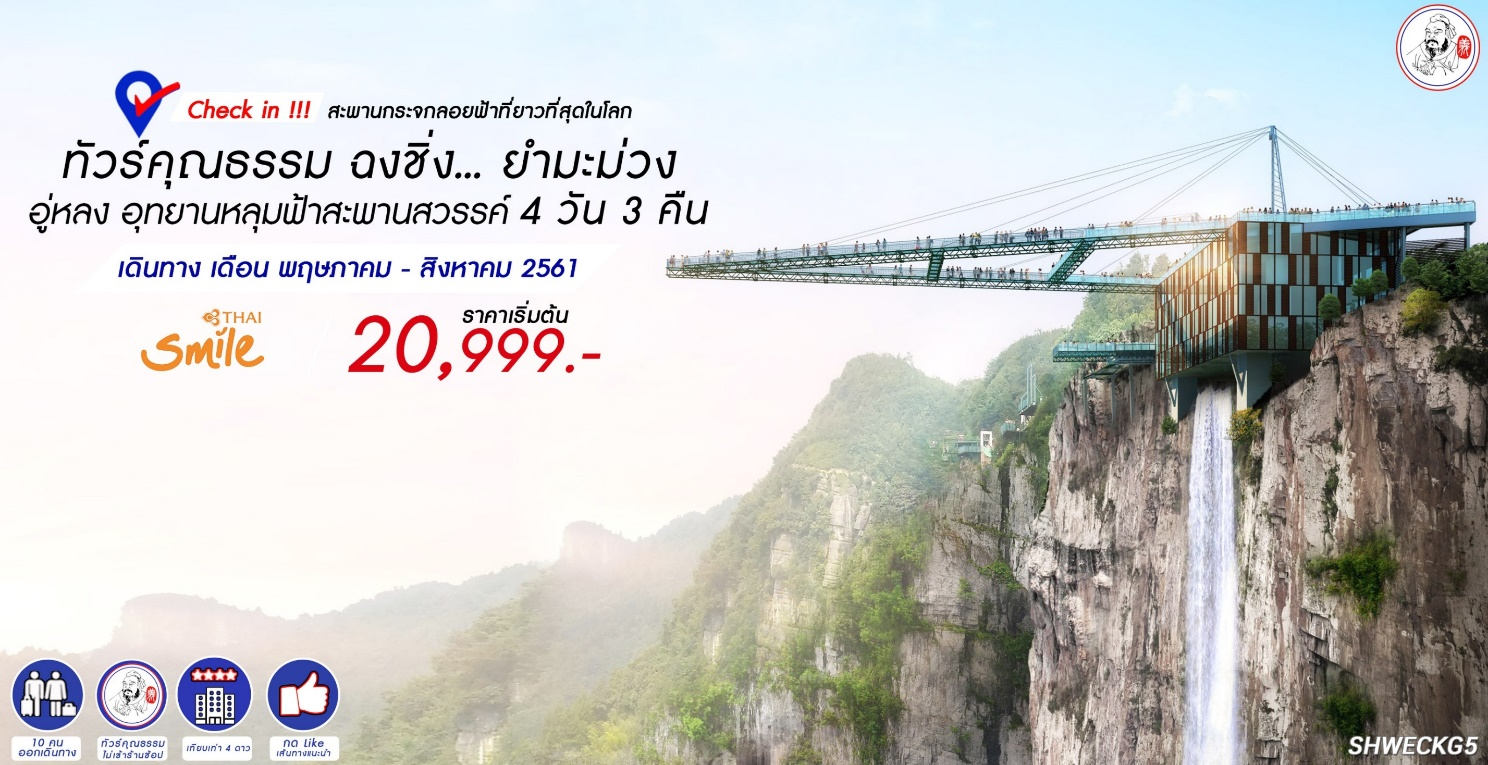 Check in !!! สะพานกระจกลอยฟ้าที่ยาวที่สุดในโลก
ทัวร์คุณธรรม ฉงชิ่ง... ยำมะม่วง
อู่หลง อุทยานหลุมฟ้าสะพานสวรรค์ 4 วัน 3 คืน
เดินทาง เดือน พฤษภาคม - สิงหาคม 2561
THAI
smile
ราคาเริ่มต้น
20,999.-
10 คน
ออกเดินทาง
ทัวร์คุณธรรม
ไม่เข้าร้านช้อป
เทียบเท่า 4 ดาว
กด Like
เส้นทางแนะนำ
SHWECKG5